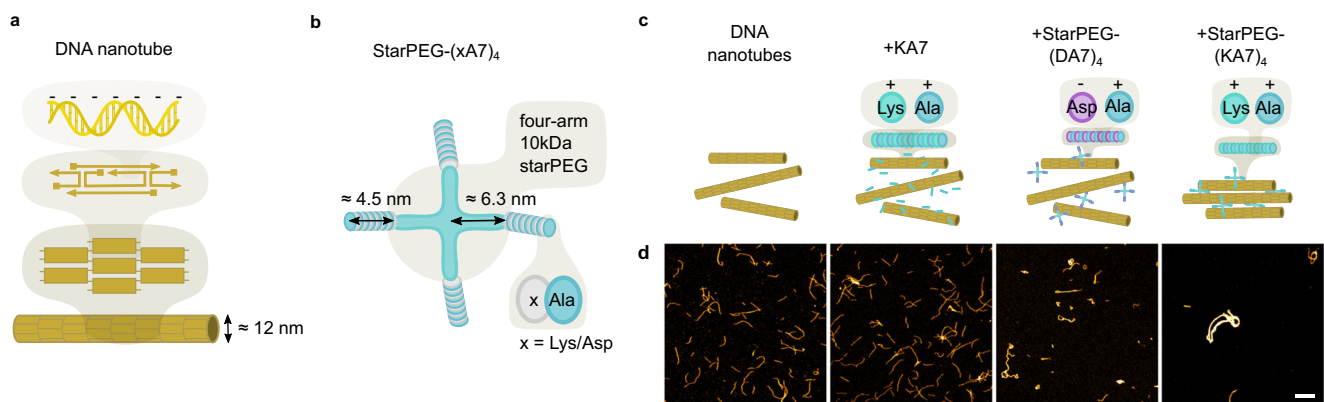 a
DNA nanotube
- - - - - - -
≈ 12 nm
b
StarPEG-(xA7)₄
four-arm
10kDa
starPEG
≈ 4.5 nm
≈ 6.3 nm
x Ala
x = Lys/Asp
c
DNA
nanotubes
+KA7
+ +
Lys Ala
+StarPEG-
(DA7)₄
- +
Asp Ala
+StarPEG-
(KA7)₄
+ +
Lys Ala
d